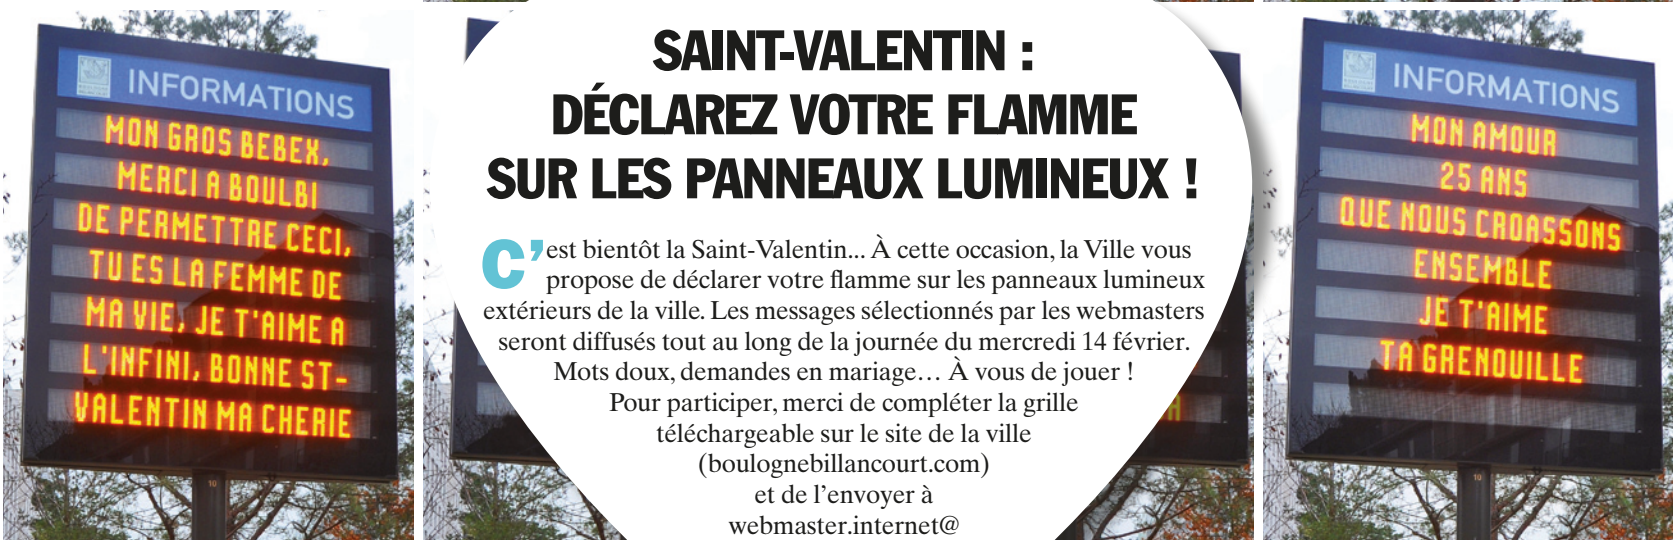 INFORMATIONS
MON GROS BEBEX,
MERCI A BOULBI
DE PERMETTRE CECI,
TU ES LA FEMME DE
MA VIE, JE T'AIME A
L'INFINI, BONNE ST-
VALENTIN MA CHERIE
10
SAINT-VALENTIN :
DÉCLAREZ VOTRE FLAMME
SUR LES PANNEAUX LUMINEUX !
C'est bientôt la Saint-Valentin... À cette occasion, la Ville vous
propose de déclarer votre flamme sur les panneaux lumineux
extérieurs de la ville. Les messages sélectionnés par les webmasters
seront diffusés tout au long de la journée du mercredi 14 février.
Mots doux, demandes en mariage… À vous de jouer !
Pour participer, merci de compléter la grille
téléchargeable sur le site de la ville
(boulognebillancourt.com)
et de l'envoyer à
webmaster.internet@
INFORMATIONS
MON AMOUR
25 ANS
QUE NOUS CROASSONS
ENSEMBLE
JE T'AIME
TA GRENOUILLE
10